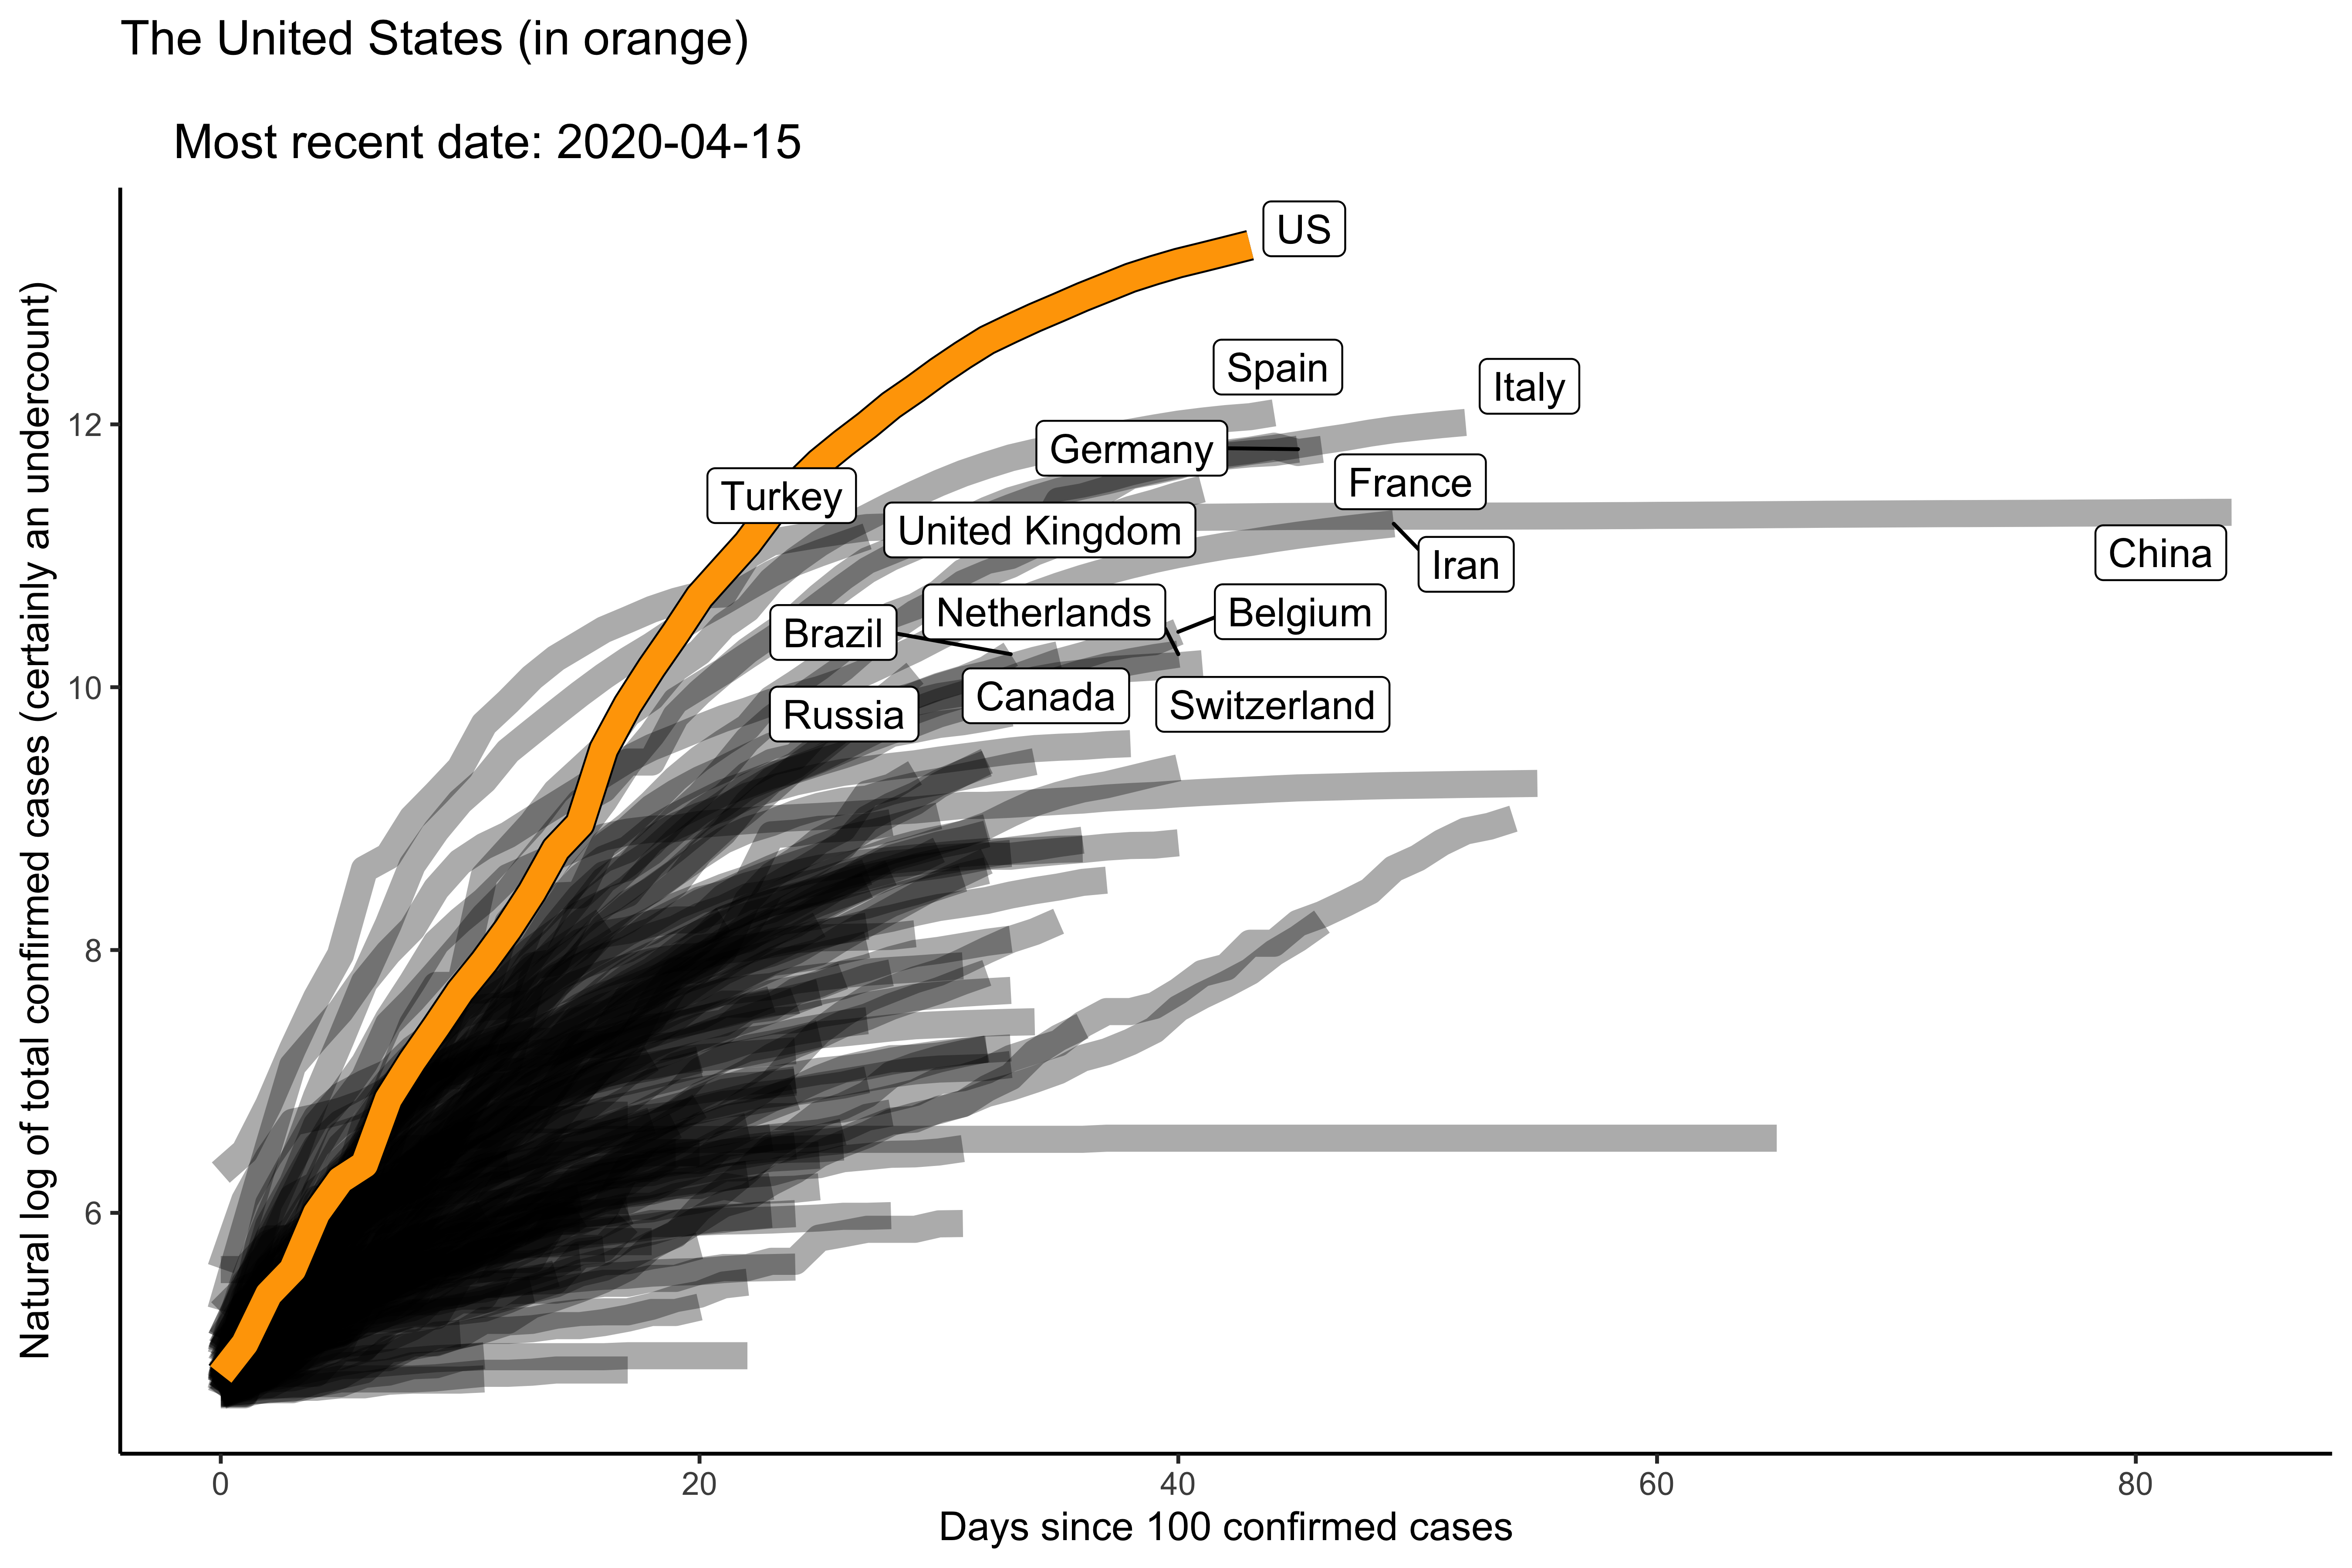 The United States (in orange)
Most recent date: 2020-04-15
Natural log of total confirmed cases (certainly an undercount)
12
10
8
6
US
Spain
Italy
Germany
France
Turkey
United Kingdom
China
Iran
Netherlands
Belgium
Brazil
Canada
Switzerland
Russia
0
20
40
60
80
Days since 100 confirmed cases